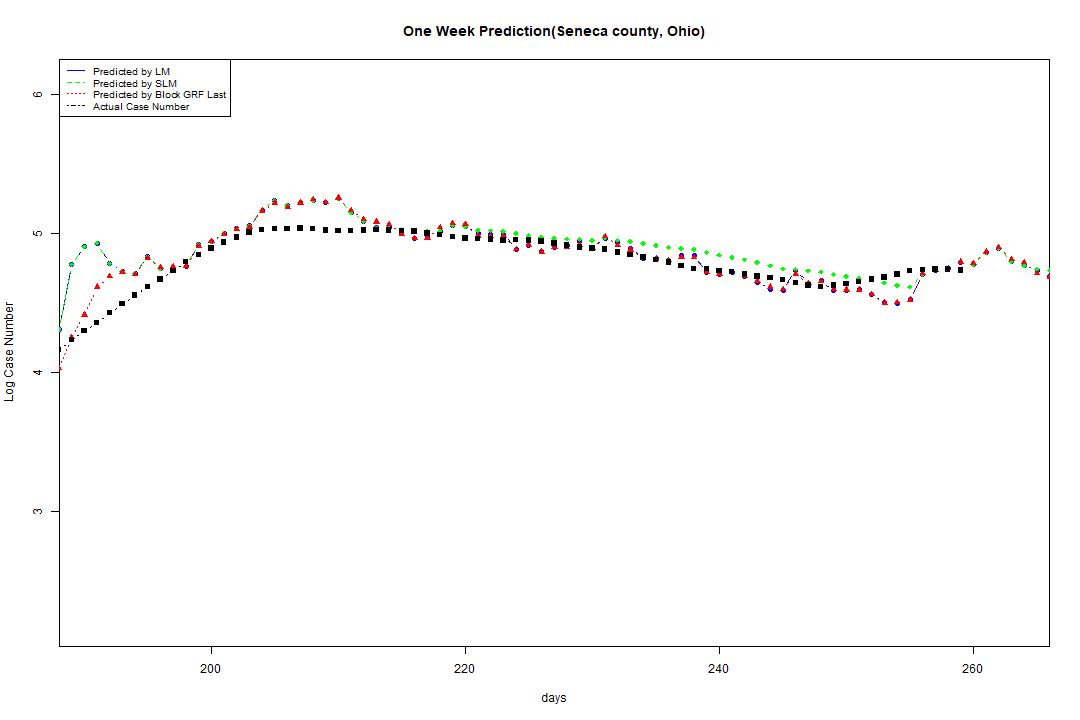 One Week Prediction(Seneca county, Ohio)
Predicted by LM
Predicted by SLM
Predicted by Block GRF Last
Actual Case Number
6
5
4
3
Log Case Number
200 220 240 260
days